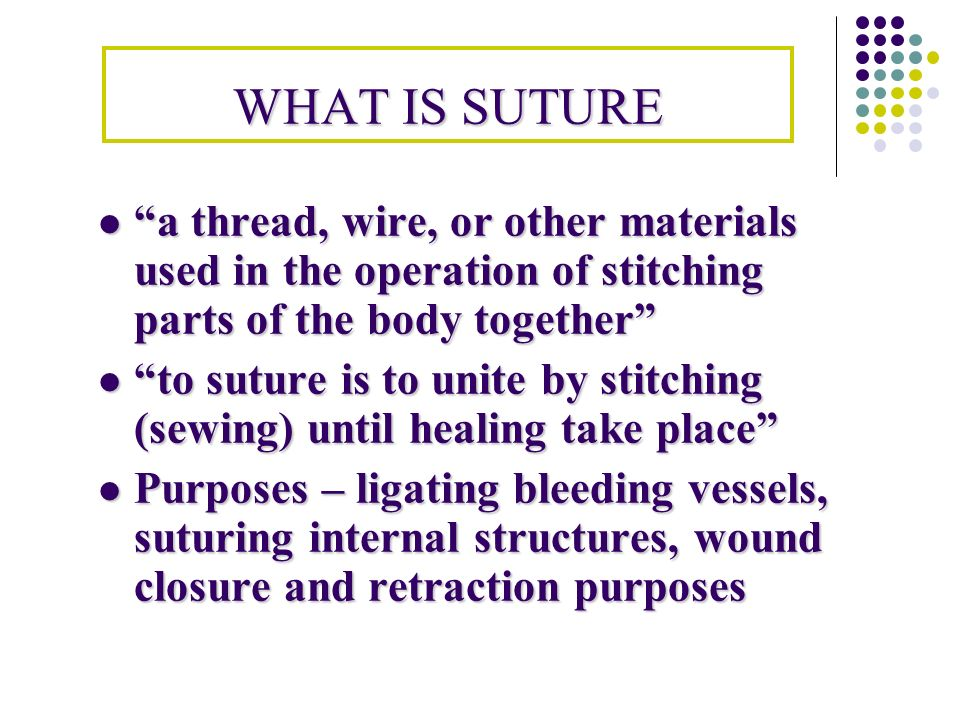 WHAT IS SUTURE
“a thread, wire, or other materials
used in the operation of stitching
parts of the body together”
“to suture is to unite by stitching
(sewing) until healing take place”
Purposes – ligating bleeding vessels,
suturing internal structures, wound
closure and retraction purposes